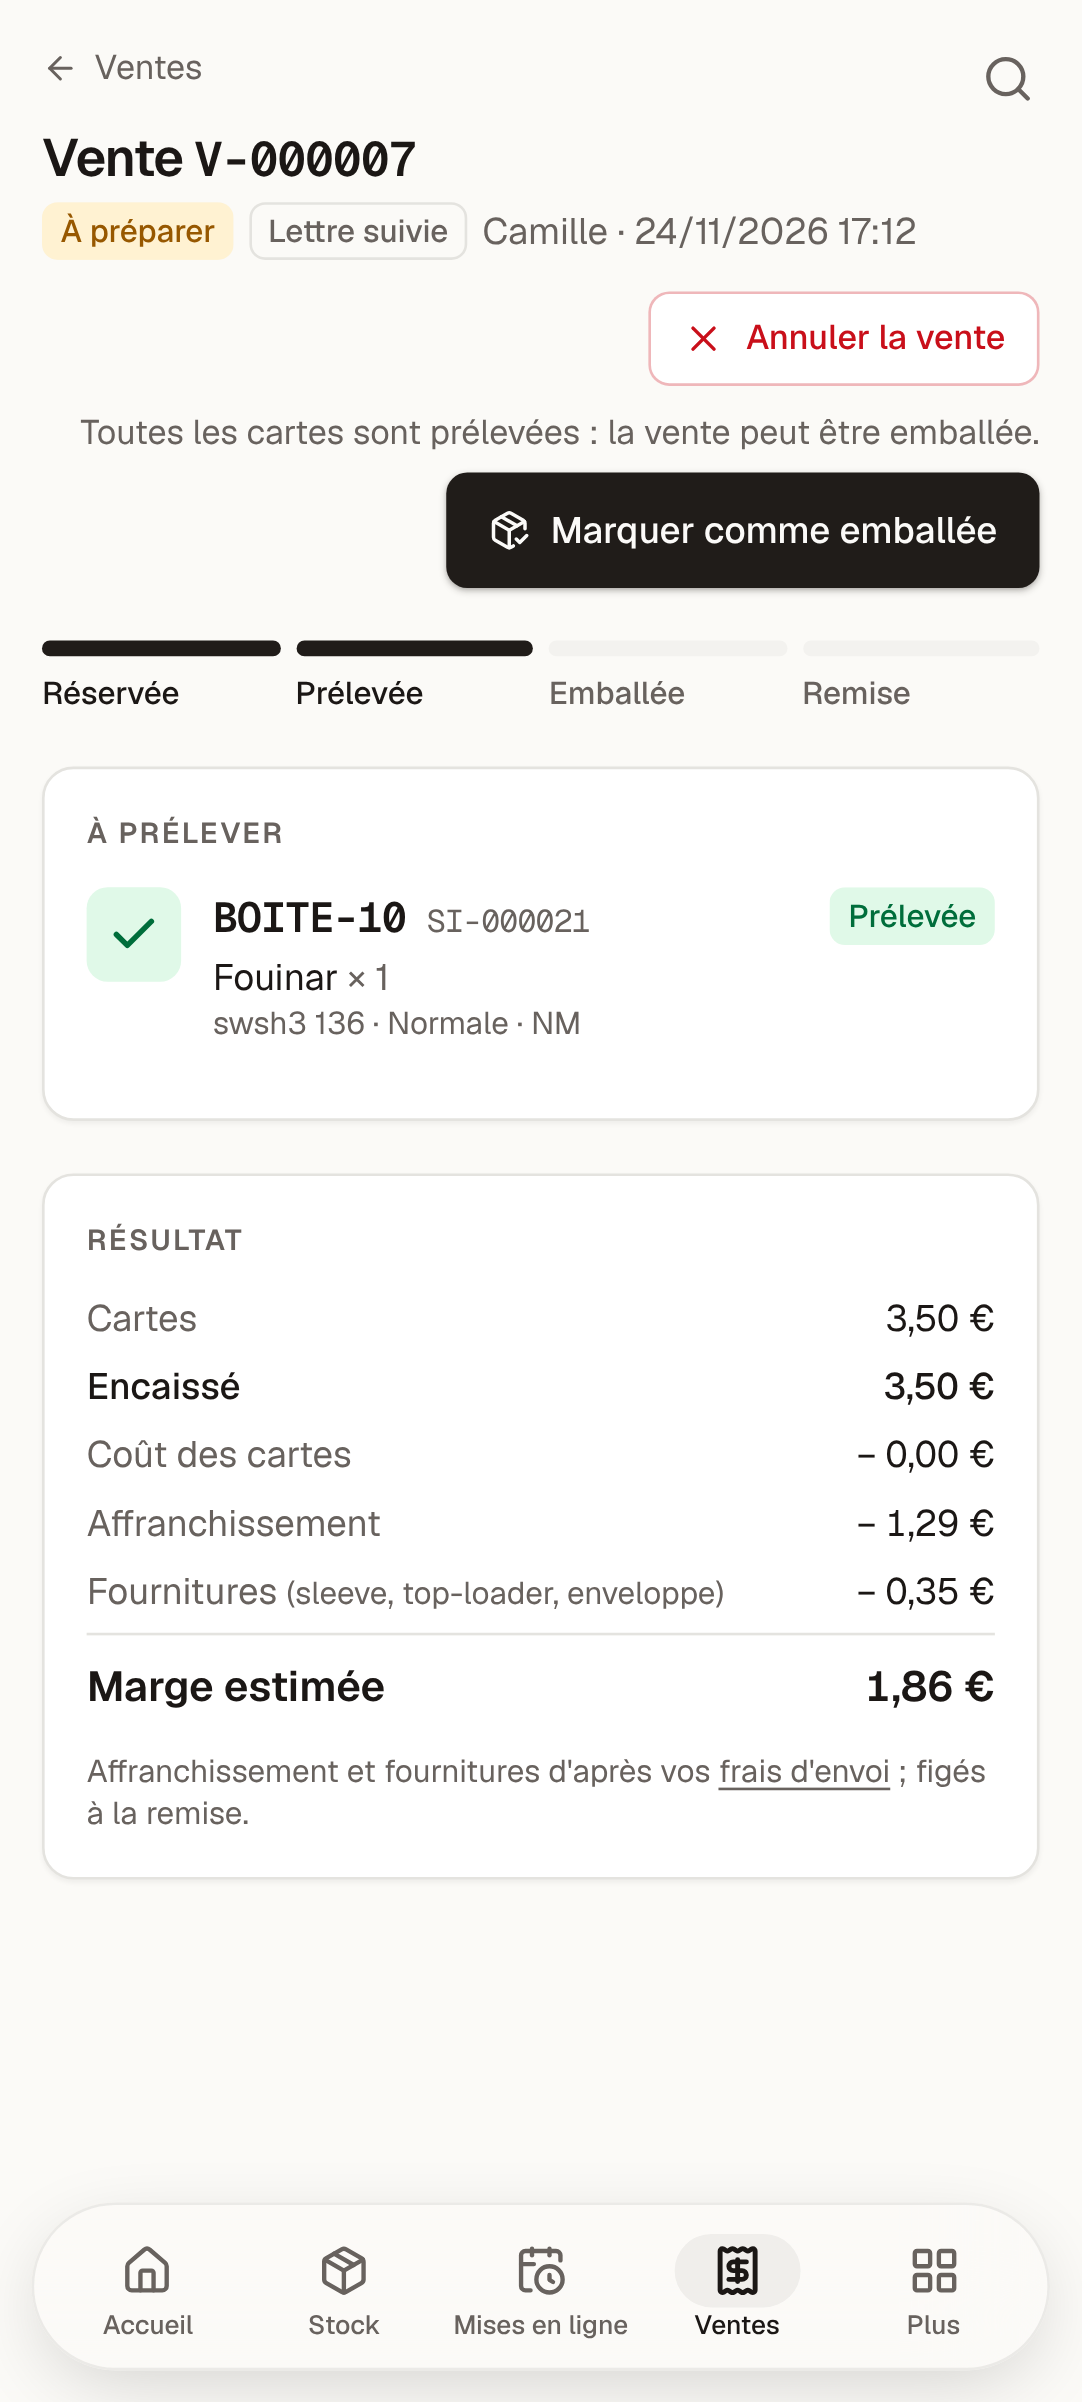 Ventes
Vente V-000007
À préparer Lettre suivie Camille · 24/11/2026 17:12
Annuler la vente
Toutes les cartes sont prélevées : la vente peut être emballée.
Marquer comme emballée
Réservée Prélevée Emballée Remise
À PRÉLEVER
BOITE-10 SI-000021 Prélevée
Fouinar × 1
swsh3 136 · Normale · NM
RÉSULTAT
Cartes 3,50 €
Encaissé 3,50 €
Coût des cartes − 0,00 €
Affranchissement − 1,29 €
Fournitures (sleeve, top-loader, enveloppe) − 0,35 €
Marge estimée 1,86 €
Affranchissement et fournitures d'après vos frais d'envoi ; figés
à la remise.
Accueil Stock Mises en ligne Ventes Plus